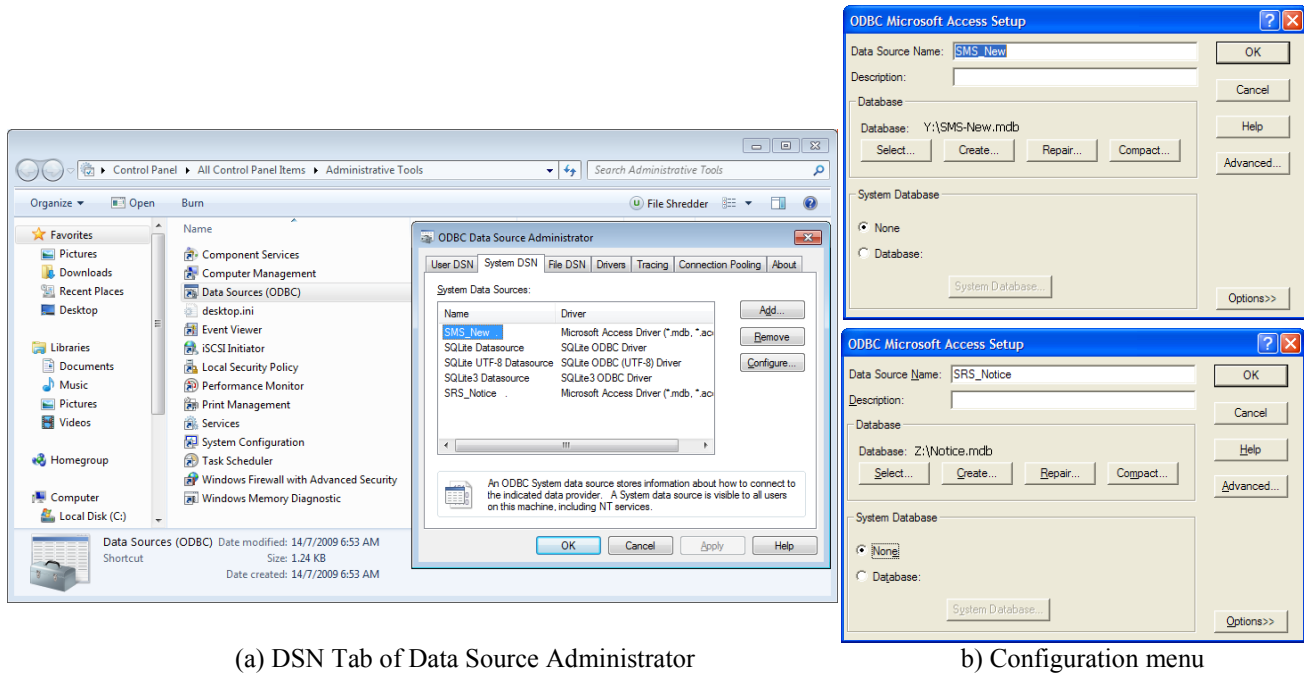 Control Panel ▸ All Control Panel Items ▸ Administrative Tools
Search Administrative Tools
Organize Open Burn File Shredder
Favorites
Pictures
Downloads
Recent Places
Desktop
Libraries
Documents
Music
Pictures
Videos
Homegroup
Computer
Local Disk (C:)
Name
Component Services
Computer Management
Data Sources (ODBC)
desktop.ini
Event Viewer
iSCSI Initiator
Local Security Policy
Performance Monitor
Print Management
Services
System Configuration
Task Scheduler
Windows Firewall with Advanced Security
Windows Memory Diagnostic
Data Sources (ODBC) Date modified: 14/7/2009 6:53 AM
Shortcut Size: 1.24 KB
Date created: 14/7/2009 6:53 AM
ODBC Data Source Administrator
User DSN System DSN File DSN Drivers Tracing Connection Pooling About
System Data Sources:
Name Driver
SMS_New . Microsoft Access Driver (*.mdb, *.acc
SQLite Datasource SQLite ODBC Driver
SQLite UTF-8 Datasource SQLite ODBC (UTF-8) Driver
SQLite3 Datasource SQLite3 ODBC Driver
SRS_Notice . Microsoft Access Driver (*.mdb, *.acc
Add...
Remove
Configure...
An ODBC System data source stores information about how to connect to
the indicated data provider. A System data source is visible to all users
on this machine, including NT services.
OK Cancel Apply Help
ODBC Microsoft Access Setup
Data Source Name: SMS_New
OK
Description:
Cancel
Database
Database: Y:\SMS-New.mdb
Help
Select... Create... Repair... Compact...
Advanced...
System Database
None
Database:
System Database...
Options>>
ODBC Microsoft Access Setup
Data Source Name: SRS_Notice
OK
Description:
Cancel
Database
Database: Z:\Notice.mdb
Help
Select... Create... Repair... Compact...
Advanced...
System Database
None
Database:
System Database...
Options>>
(a) DSN Tab of Data Source Administrator
b) Configuration menu